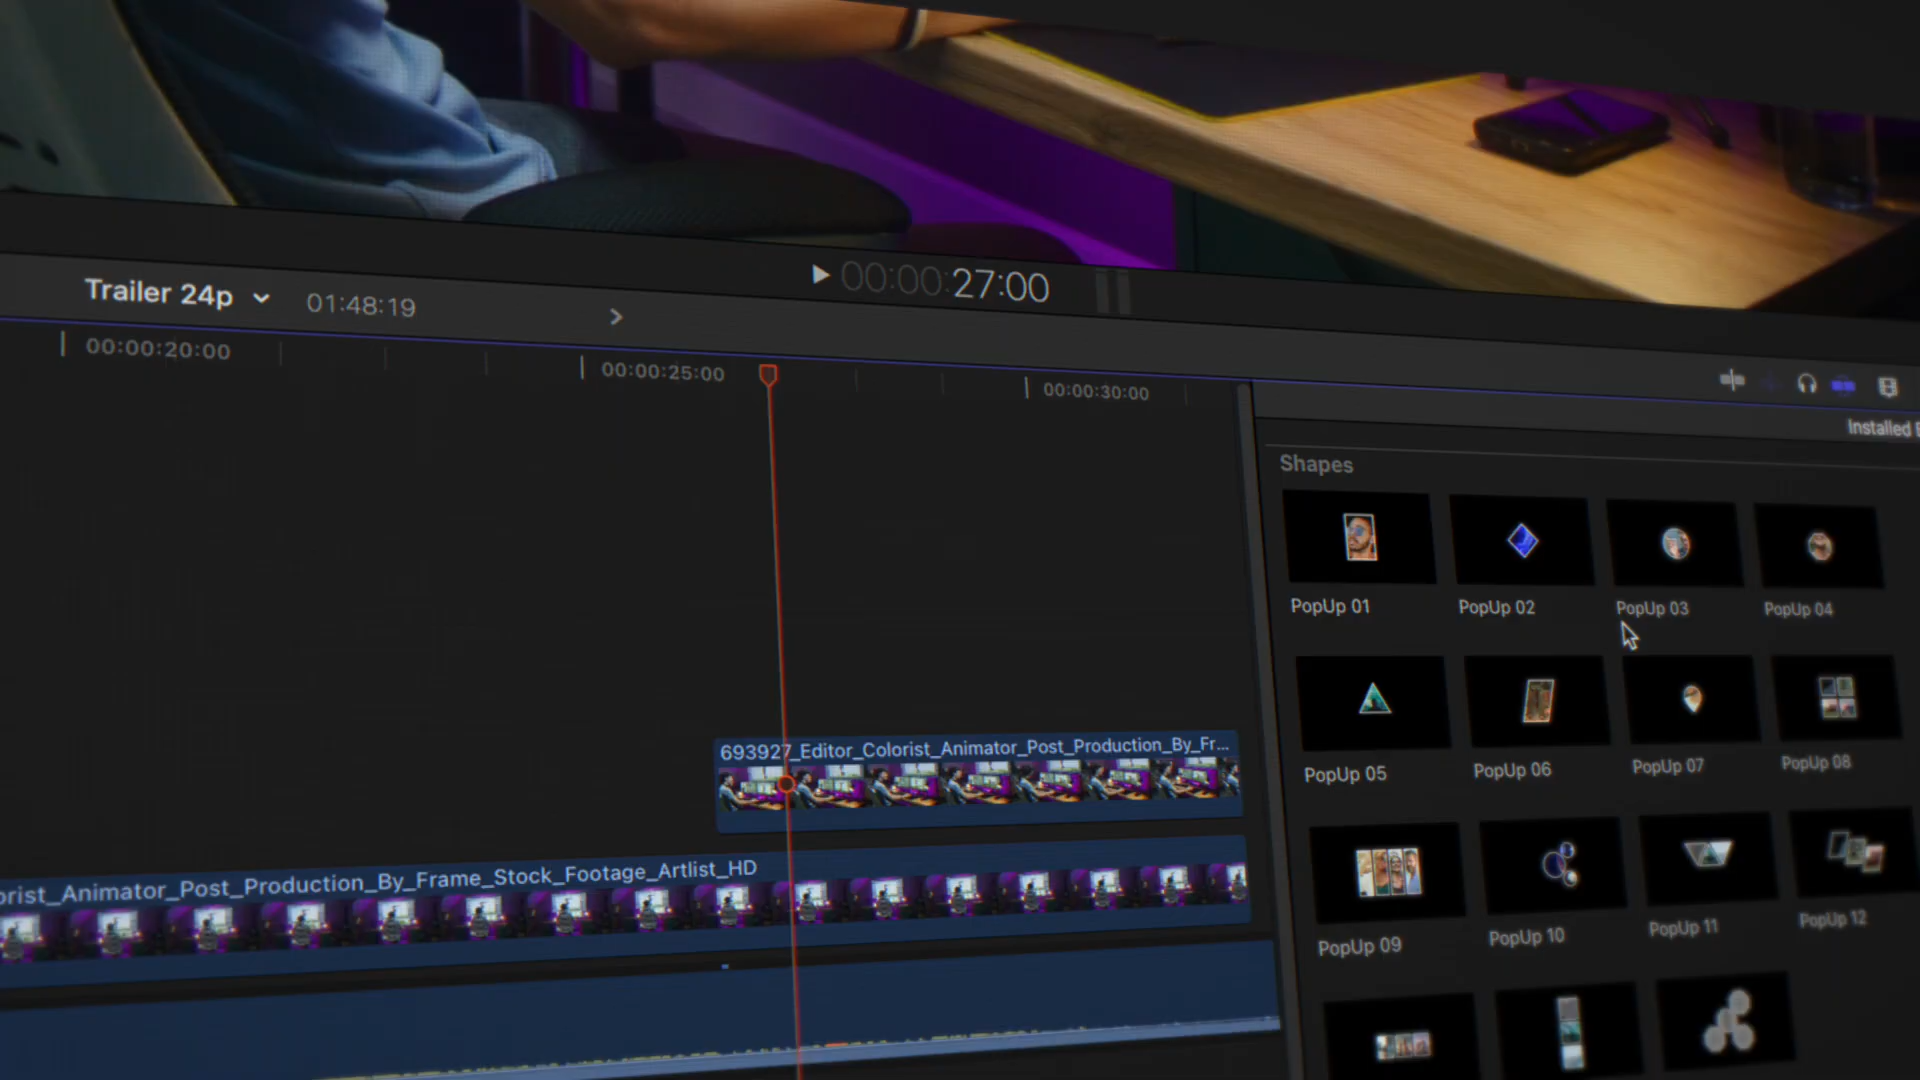 00:00:27:00
Trailer 24p
01:48:19
00:00:20:00
00:00:25:00
00:00:30:00
Installed
Shapes
PopUp 01
PopUp 02
PopUp 03
PopUp 04
PopUp 05
PopUp 06
PopUp 07
PopUp 08
693927_Editor_Colorist_Animator_Post_Production_By_Fr...
orist_Animator_Post_Production_By_Frame_Stock_Footage_Artlist_HD
PopUp 09
PopUp 10
PopUp 11
PopUp 12